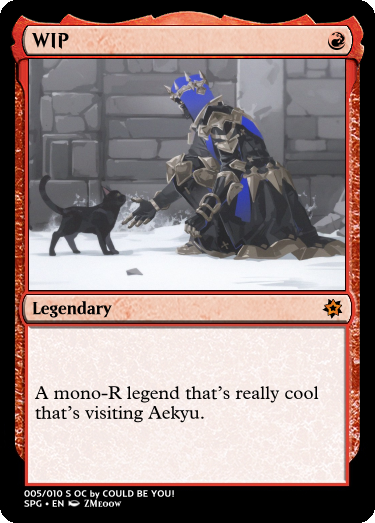 WIP
Legendary
A mono-R legend that's really cool
that's visiting Aekyu.
005/010 S OC by COULD BE YOU!
SPG • EN ZMeoow